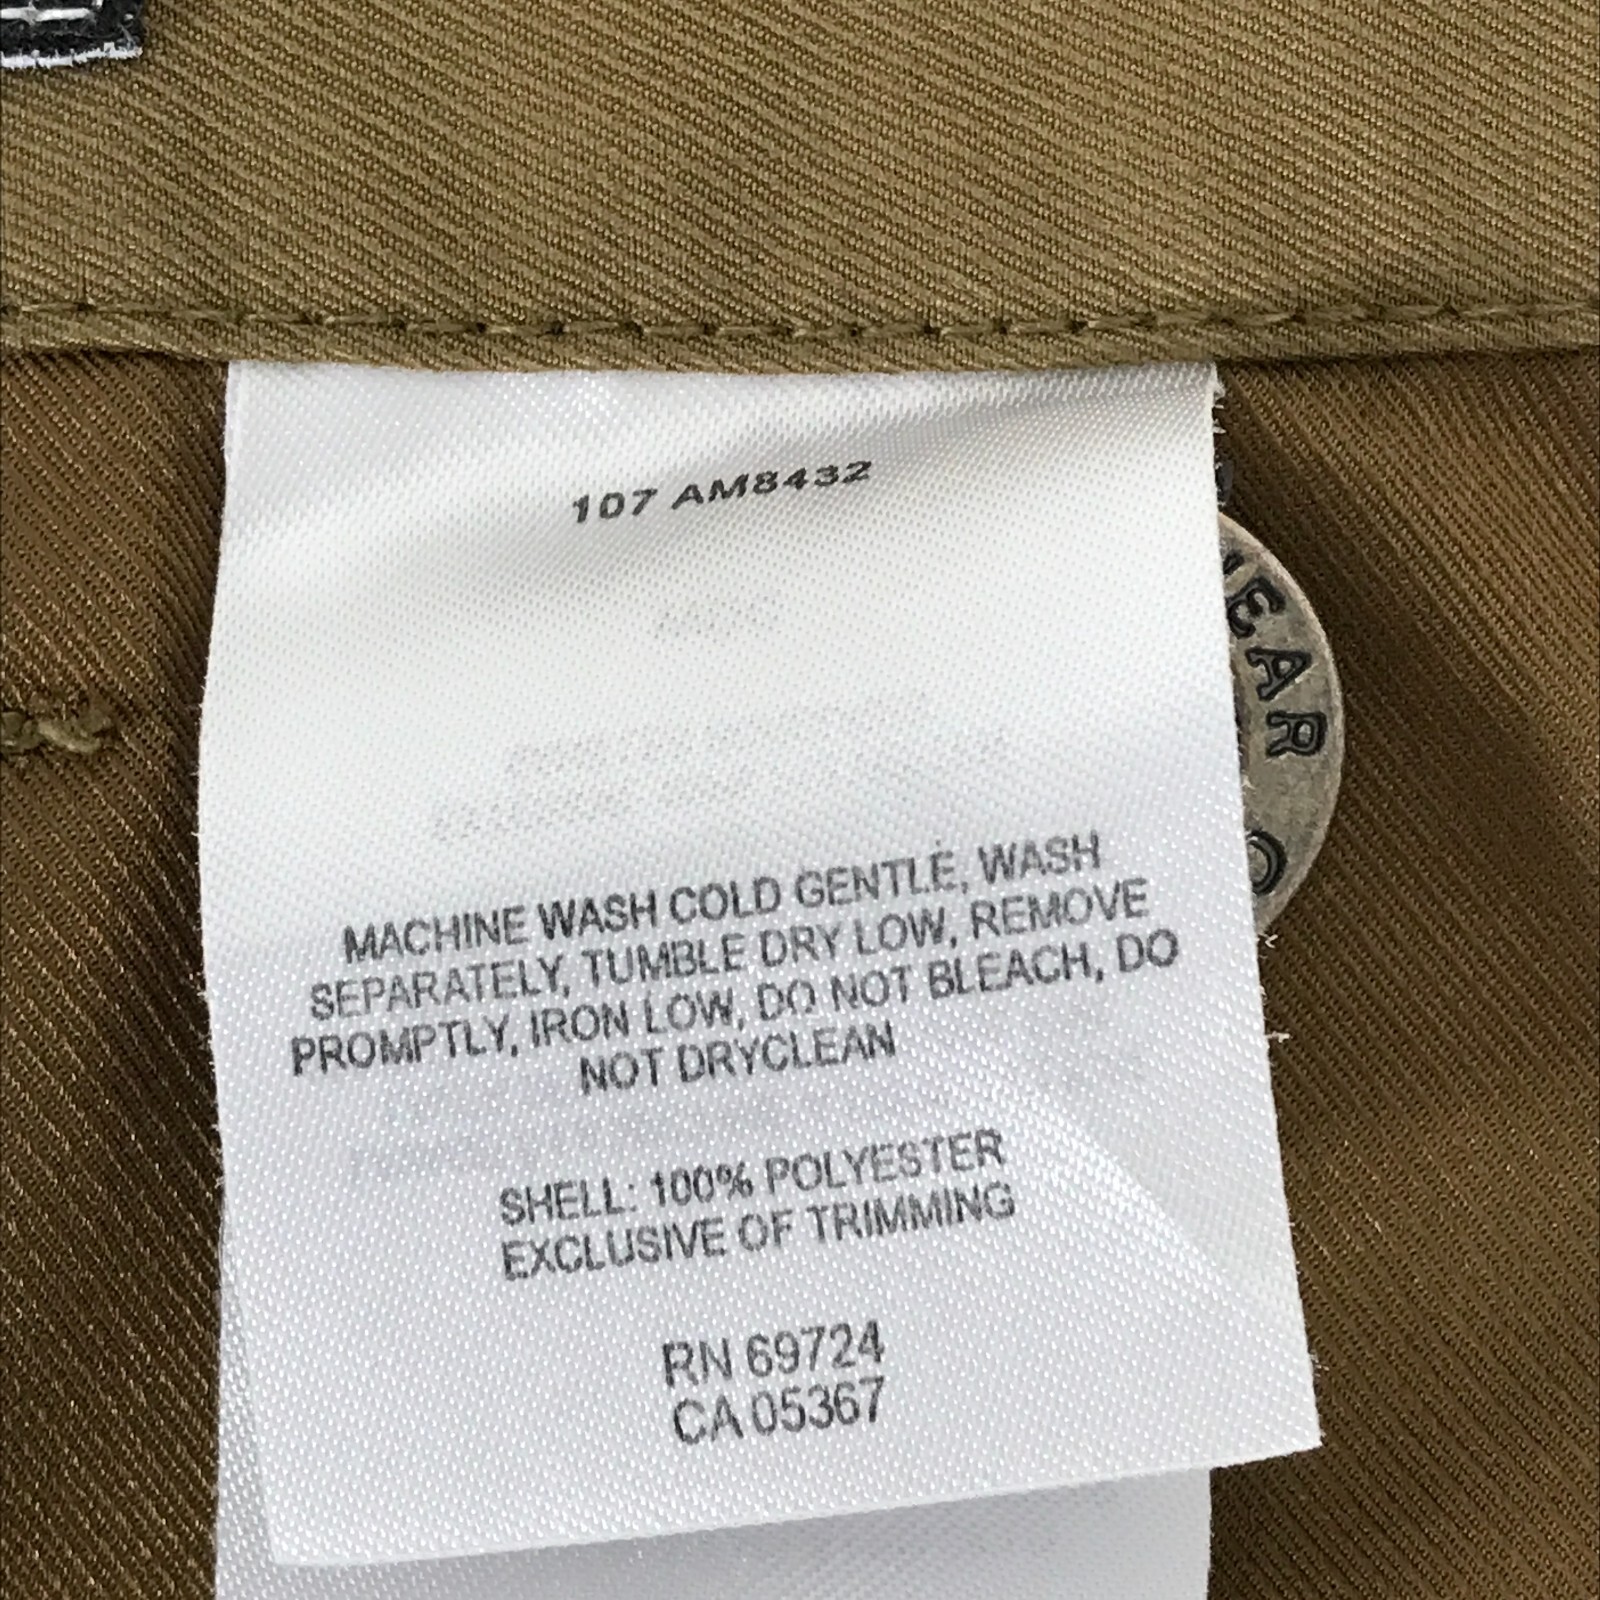 107 AM8432
MACHINE WASH COLD GENTLE, WASH
SEPARATELY, TUMBLE DRY LOW, REMOVE
PROMPTLY, IRON LOW, DO NOT BLEACH, DO
NOT DRYCLEAN
SHELL: 100% POLYESTER
EXCLUSIVE OF TRIMMING
RN 69724
CA 05367
EAR
O